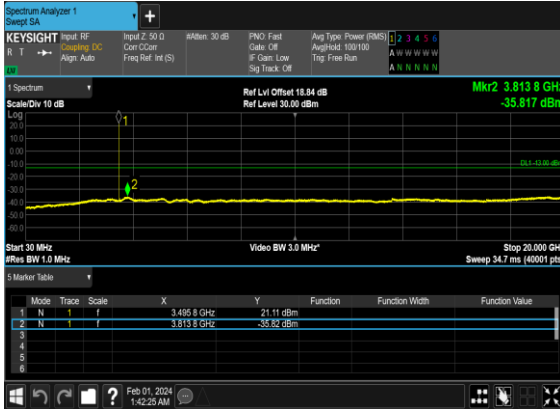 Spectrum Analyzer 1
Swept SA
+
KEYSIGHT Input: RF Input Z: 50 Ω #Atten: 30 dB PNO: Fast Avg Type: Power (RMS) 1 2 3 4 5 6
R T Coupling: DC Corr CCorr Gate: Off Avg|Hold: 100/100 A W W W W W
Align: Auto Freq Ref: Int (S) IF Gain: Low Trig: Free Run
Sig Track: Off A N N N N N
1 Spectrum Ref Lvl Offset 18.84 dB Mkr2 3.813 8 GHz
Scale/Div 10 dB Ref Level 30.00 dBm -35.817 dBm
Log
20.0
10.0
0.00
-10.0 DL1 -13.00 dBm
-20.0
-30.0
-40.0
-50.0
-60.0
1
2
Start 30 MHz Video BW 3.0 MHz* Stop 20.000 GH
#Res BW 1.0 MHz Sweep 34.7 ms (40001 pts
5 Marker Table
Mode Trace Scale X Y Function Function Width Function Value
1 N 1 f 3.495 8 GHz 21.11 dBm
2 N 1 f 3.813 8 GHz -35.82 dBm
3
4
5
6
? Feb 01, 2024
1:42:25 AM